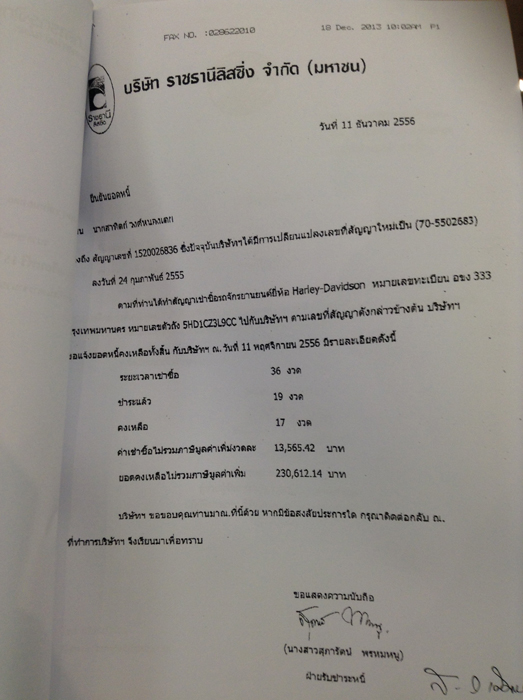 FAX NO. :029622010 18 Dec. 2013 10:02AM P1
บริษัท ราชธานีลิสซิ่ง จำกัด (มหาชน)
ราชธานี
ลิสซิ่ง
วันที่ 11 ธันวาคม 2556
ยืนยันยอดหนี้
สัญญาเลขที่ 1520026836 ซึ่งปัจจุบันบริษัทฯได้มีการเปลี่ยนแปลงเลขที่สัญญาใหม่เป็น (70-5502683)
ลงวันที่ 24 กุมภาพันธ์ 2555
ตามที่ท่านได้ทำสัญญาเช่าซื้อรถจักรยานยนต์ยี่ห้อ Harley-Davidson หมายเลขทะเบียน อฮง 333
รุงเทพมหานคร หมายเลขตัวถัง 5HD1CZ3L9CC ไปกับบริษัทฯ ตามเลขที่สัญญาดังกล่าวข้างต้น บริษัทฯ
ขอแจ้งยอดหนี้คงเหลือทั้งสิ้น กับบริษัทฯ ณ. วันที่ 11 พฤศจิกายน 2556 มีรายละเอียดดังนี้
ระยะเวลาเช่าซื้อ 36 งวด
ชำระแล้ว 19 งวด
คงเหลือ 17 งวด
ค่าเช่าซื้อไม่รวมภาษีมูลค่าเพิ่มงวดละ 13,565.42 บาท
ยอดคงเหลือไม่รวมภาษีมูลค่าเพิ่ม 230,612.14 บาท
บริษัทฯ ขอขอบคุณท่านมาณ.ที่นี้ด้วย หากมีข้อสงสัยประการใด กรุณาติดต่อกลับ ณ.
ที่ทำการบริษัทฯ จึงเรียนมาเพื่อทราบ
ขอแสดงความนับถือ
(นางสาวสุภารัตน์ พรหมหนู)
ฝ่ายรับชำระหนี้